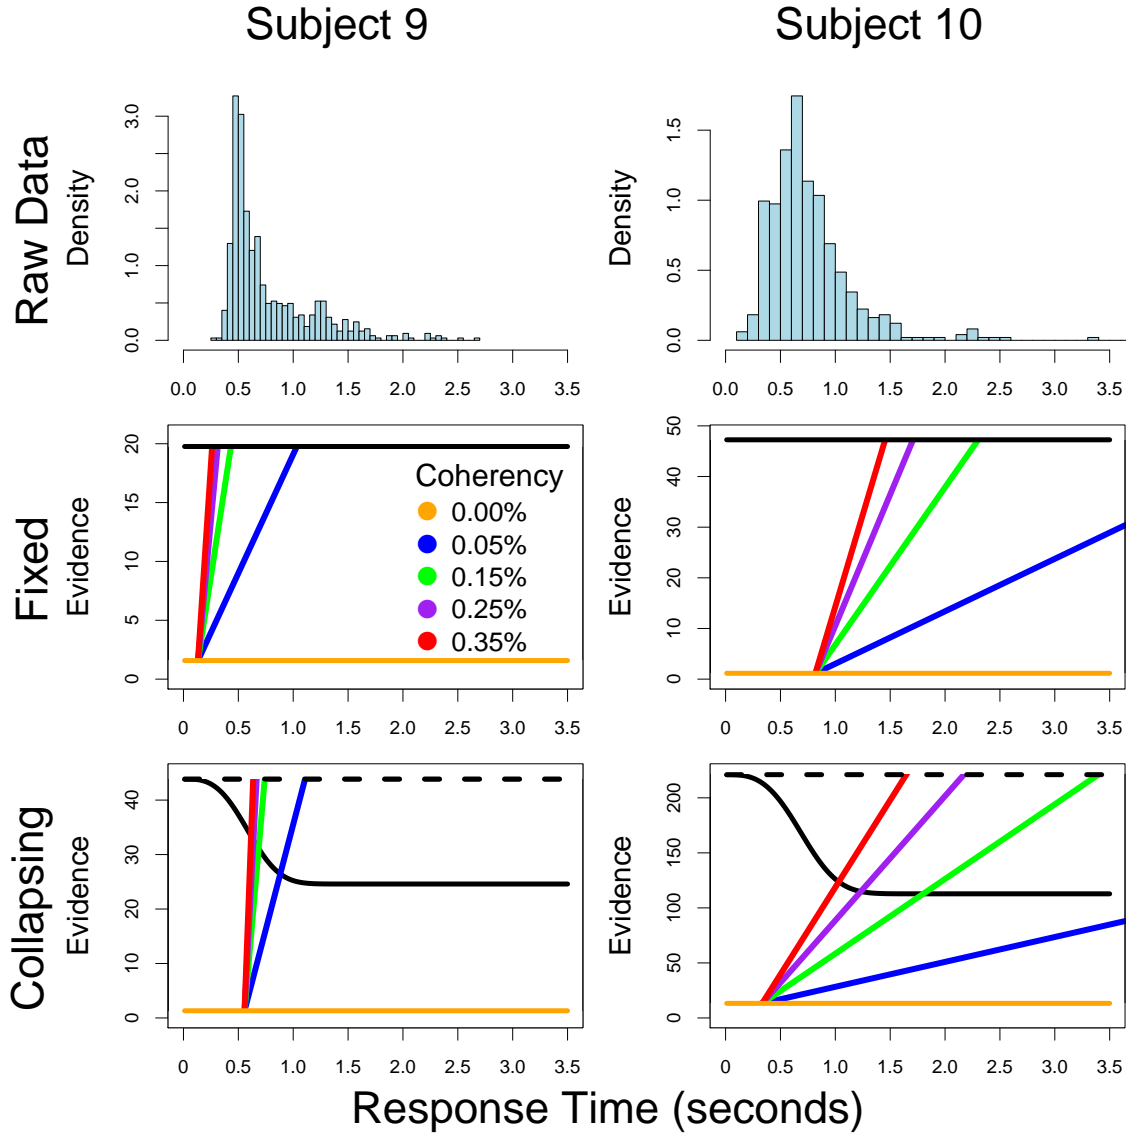 Subject 9
Subject 10
Raw Data
Density
0.0
1.0
2.0
3.0
0.0 0.5 1.0 1.5 2.0 2.5 3.0 3.5
Density
0.0
0.5
1.0
1.5
0.0 0.5 1.0 1.5 2.0 2.5 3.0 3.5
Fixed
Evidence
0
5
10
15
20
Coherency
0.00%
0.05%
0.15%
0.25%
0.35%
0 0.5 1.0 1.5 2.0 2.5 3.0 3.5
Evidence
0
10
20
30
40
50
0 0.5 1.0 1.5 2.0 2.5 3.0 3.5
Collapsing
Evidence
0
10
20
30
40
0 0.5 1.0 1.5 2.0 2.5 3.0 3.5
Evidence
0
50
100
150
200
0 0.5 1.0 1.5 2.0 2.5 3.0 3.5
Response Time (seconds)